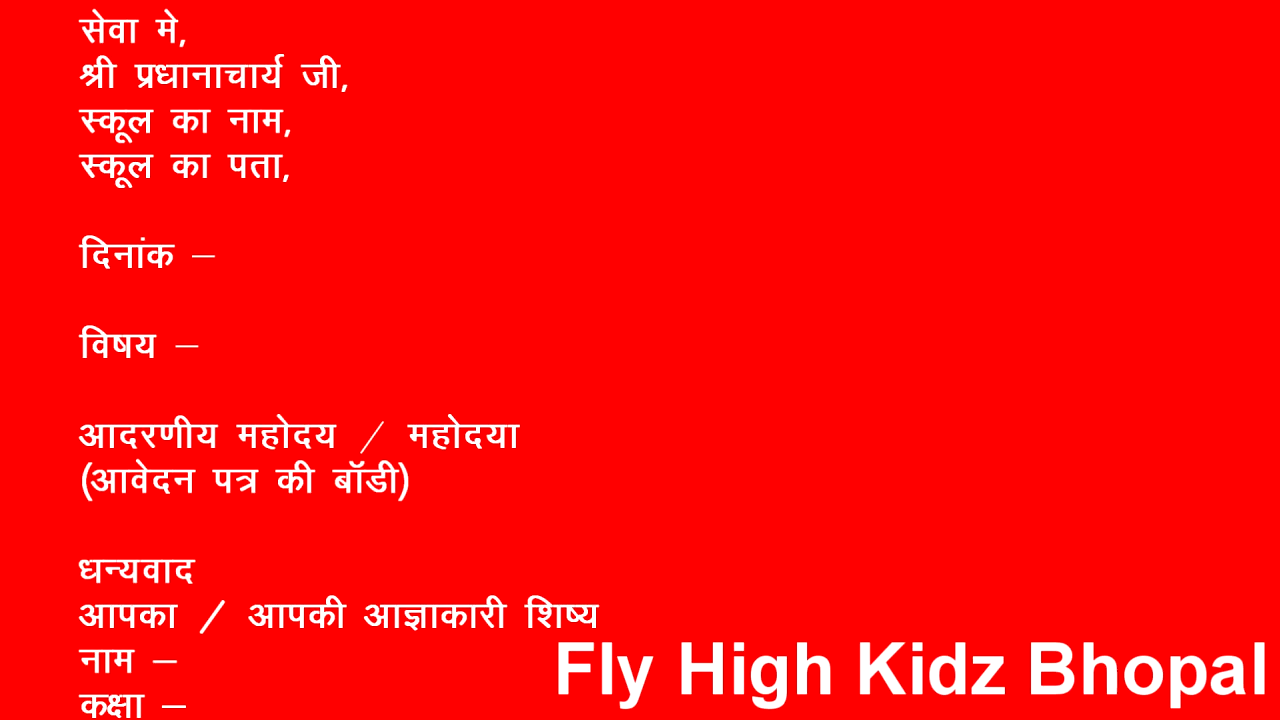 सेवा मे,
श्री प्रधानाचार्य जी,
स्कूल का नाम,
स्कूल का पता,
दिनांक –
विषय –
आदरणीय महोदय / महोदया
(आवेदन पत्र की बॉडी)
धन्यवाद
आपका / आपकी आज्ञाकारी शिष्य
नाम –
कक्षा –
Fly High Kidz Bhopal